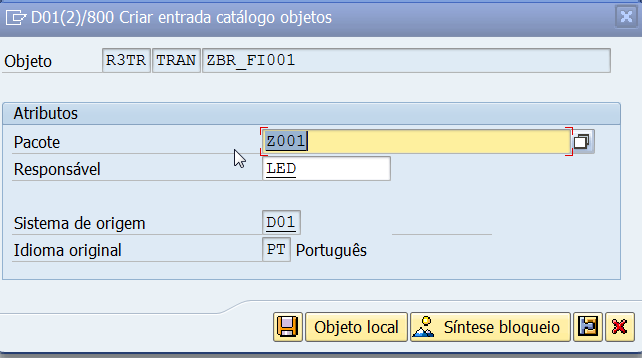 D01(2)/800 Criar entrada catálogo objetos
Objeto R3TR TRAN ZBR_FI001
Atributos
Pacote Z001
Responsável LED
Sistema de origem D01
Idioma original PT Português
Objeto local Síntese bloqueio